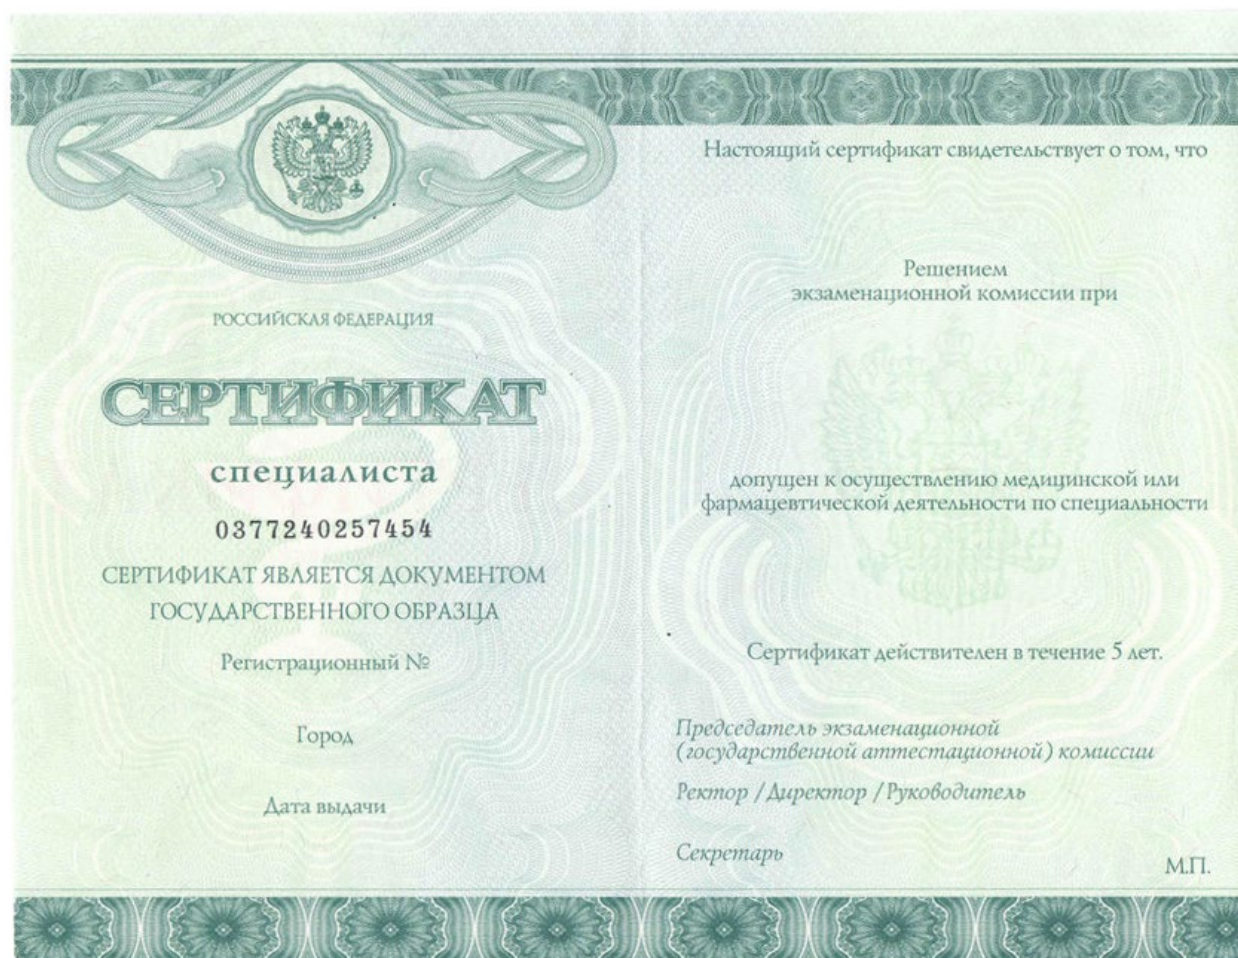 РОССИЙСКАЯ ФЕДЕРАЦИЯ
СЕРТИФИКАТ
специалиста
0377240257454
СЕРТИФИКАТ ЯВЛЯЕТСЯ ДОКУМЕНТОМ
ГОСУДАРСТВЕННОГО ОБРАЗЦА
Регистрационный №
Город
Дата выдачи
Настоящий сертификат свидетельствует о том, что
Решением
экзаменационной комиссии при
допущен к осуществлению медицинской или
фармацевтической деятельности по специальности
Сертификат действителен в течение 5 лет.
Председатель экзаменационной
(государственной аттестационной) комиссии
Ректор / Директор / Руководитель
Секретарь
М.П.